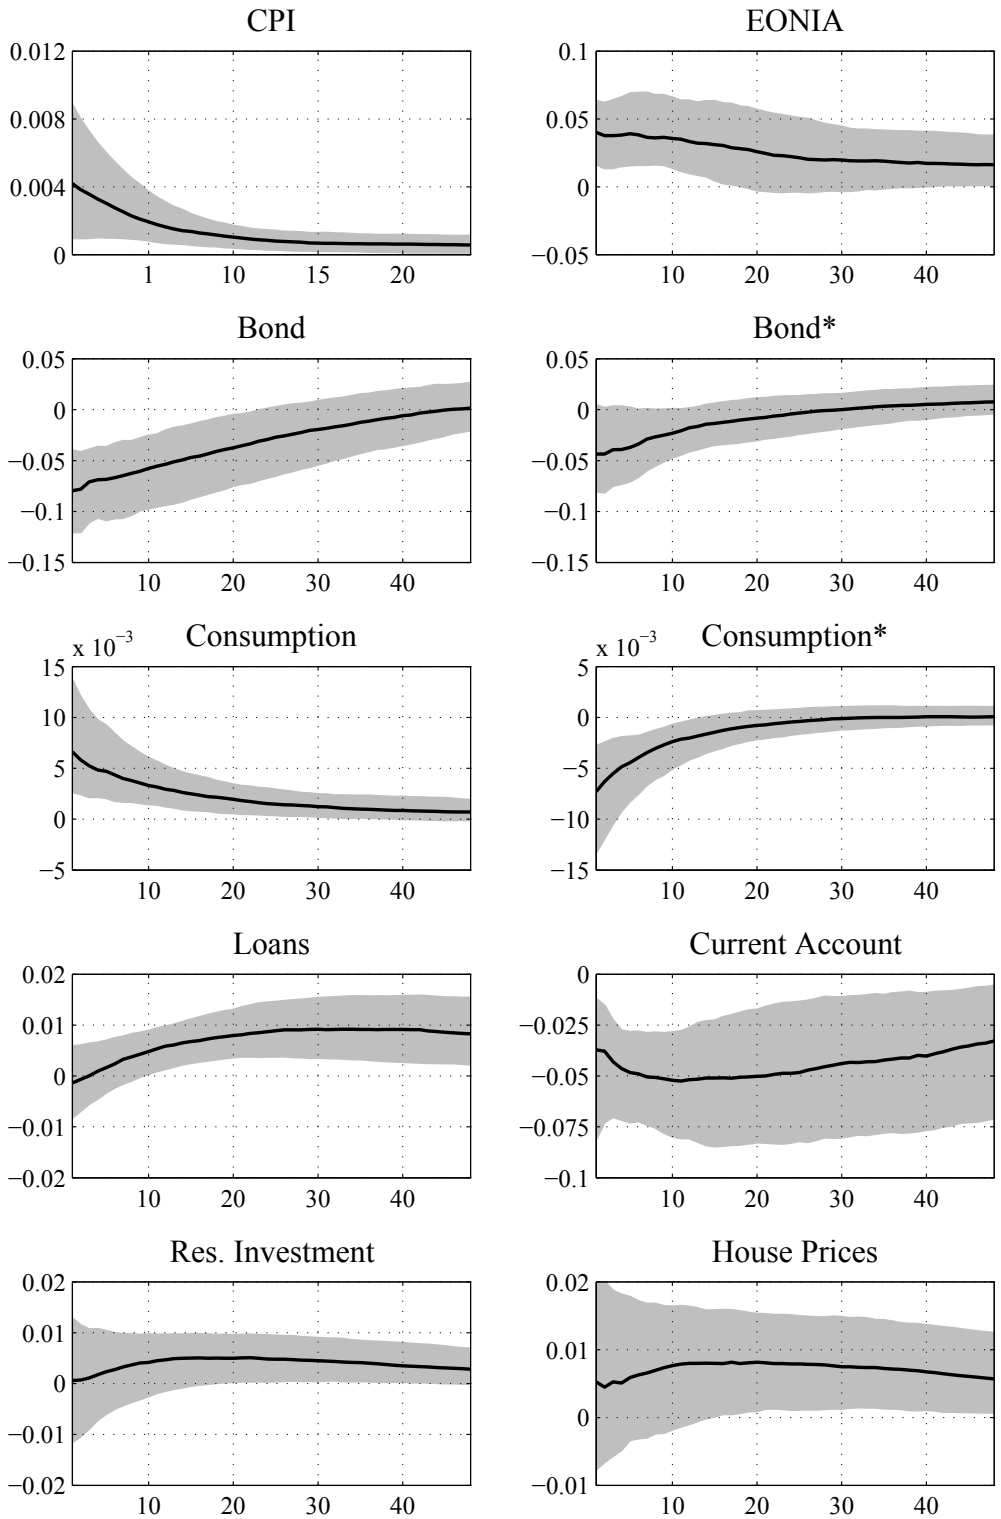 CPI
0.012
0.008
0.004
0
1 10 15 20
EONIA
0.1
0.05
0
−0.05
10 20 30 40
Bond
0.05
0
−0.05
−0.1
−0.15
10 20 30 40
Bond*
0.05
0
−0.05
−0.1
−0.15
10 20 30 40
Consumption
x 10−3
15
10
5
0
−5
10 20 30 40
Consumption*
x 10−3
5
0
−5
−10
−15
10 20 30 40
Loans
0.02
0.01
0
−0.01
−0.02
10 20 30 40
Current Account
0
−0.025
−0.05
−0.075
−0.1
10 20 30 40
Res. Investment
0.02
0.01
0
−0.01
−0.02
10 20 30 40
House Prices
0.02
0.01
0
−0.01
10 20 30 40